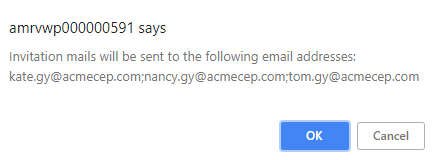 amrvwp000000591 says
Invitation mails will be sent to the following email addresses:
kate.gy@acmecep.com;nancy.gy@acmecep.com;tom.gy@acmecep.com
OK
Cancel